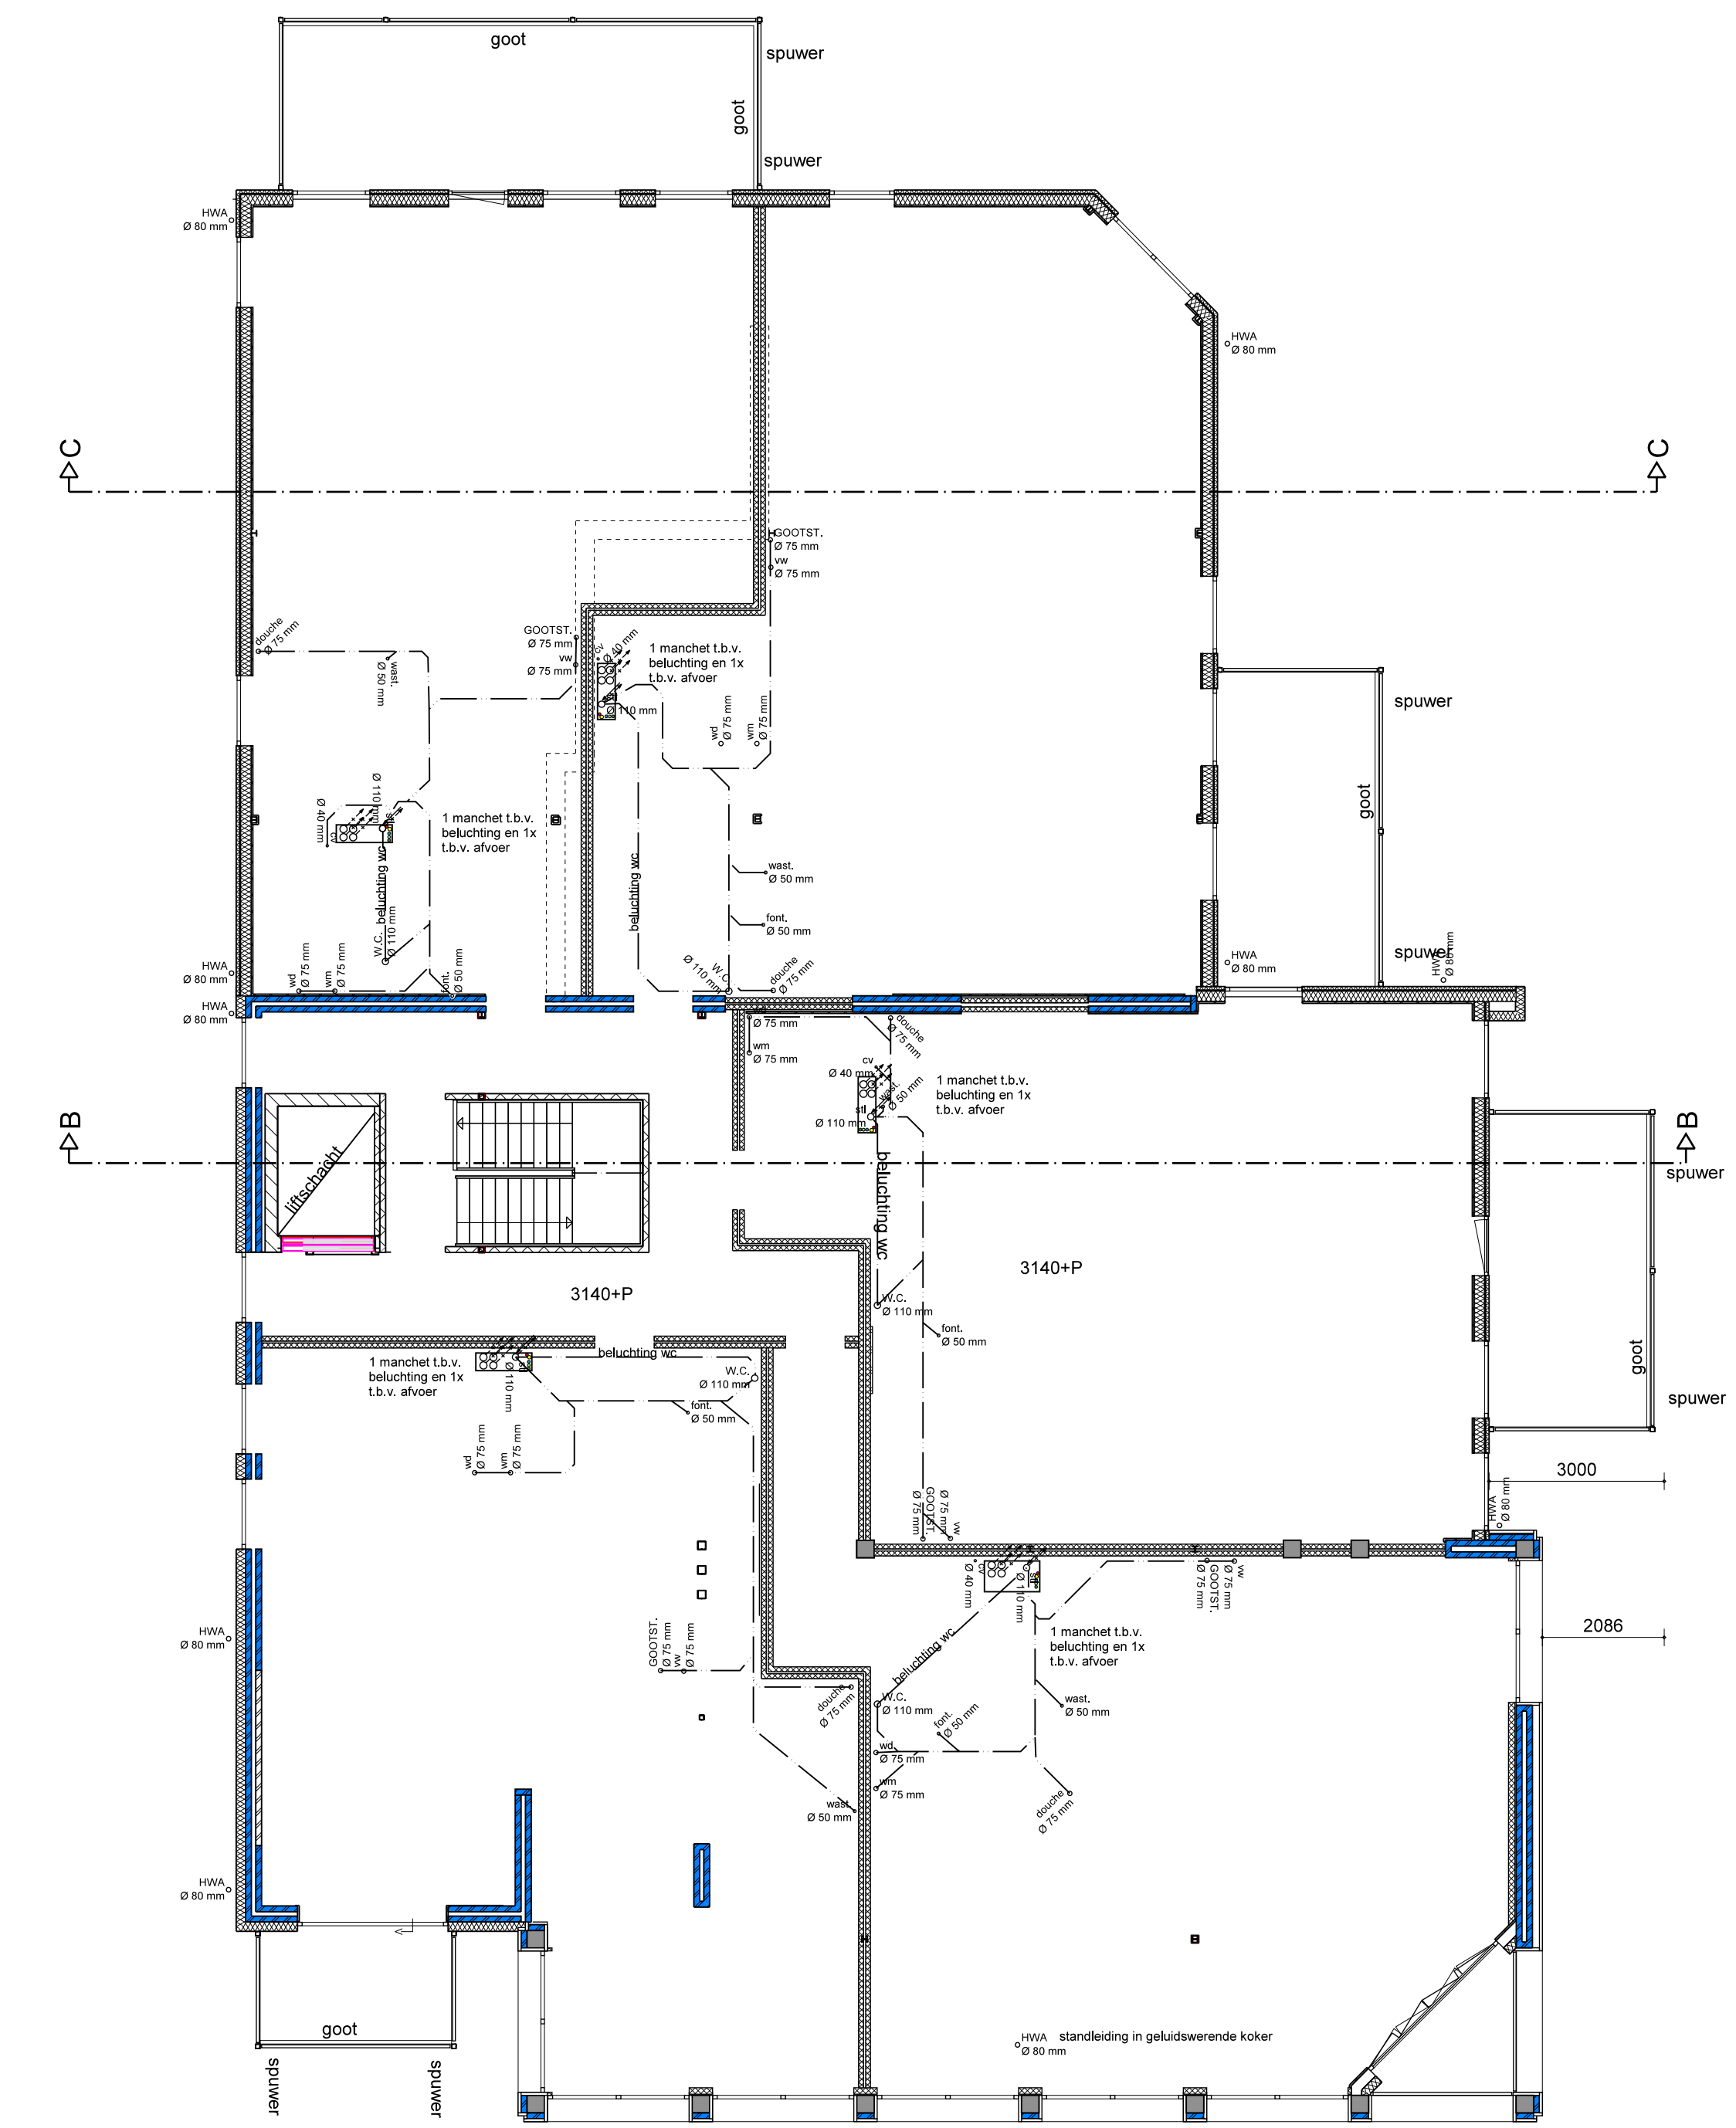 goot
spuwer
goot
spuwer
HWA
Ø 80 mm
HWA
Ø 80 mm
C
C
GOOTST.
Ø 75 mm
vw
Ø 75 mm
douche
Ø 75 mm
wast.
Ø 50 mm
GOOTST.
Ø 75 mm
vw
Ø 75 mm
cv
Ø 40 mm
1 manchet t.b.v.
beluchting en 1x
t.b.v. afvoer
Ø 110 mm
wd
Ø 75 mm
wm
Ø 75 mm
spuwer
goot
Ø 40 mm
cv
Ø 110 mm
stl
1 manchet t.b.v.
beluchting en 1x
t.b.v. afvoer
beluchting wc
beluchting wc
wast.
Ø 50 mm
font.
Ø 50 mm
W.C.
Ø 110 mm
wd
Ø 75 mm
wm
Ø 75 mm
font.
Ø 50 mm
Ø 110 mm
W.C.
douche
Ø 75 mm
HWA
Ø 80 mm
HWA
Ø 80 mm
HWA
Ø 80 mm
spuwer
HWA
Ø 80 mm
Ø 75 mm
wm
Ø 75 mm
douche
Ø 75 mm
cv
Ø 40 mm
wast.
Ø 50 mm
stl
Ø 110 mm
1 manchet t.b.v.
beluchting en 1x
t.b.v. afvoer
B
B
liftschacht
beluchting wc
spuwer
3140+P
3140+P
W.C.
Ø 110 mm
font.
Ø 50 mm
goot
spuwer
1 manchet t.b.v.
beluchting en 1x
t.b.v. afvoer
Ø 110 mm
stl
beluchting wc
W.C.
Ø 110 mm
font.
Ø 50 mm
wd
Ø 75 mm
wm
Ø 75 mm
3000
HWA
Ø 80 mm
GOOTST.
Ø 75 mm
vw
Ø 75 mm
cv
Ø 40 mm
stl
Ø 110 mm
vw
Ø 75 mm
GOOTST.
Ø 75 mm
2086
1 manchet t.b.v.
beluchting en 1x
t.b.v. afvoer
HWA
Ø 80 mm
GOOTST.
Ø 75 mm
vw
Ø 75 mm
beluchting wc
douche
Ø 75 mm
W.C.
Ø 110 mm
font.
Ø 50 mm
wast.
Ø 50 mm
wd
Ø 75 mm
wm
Ø 75 mm
wast.
Ø 50 mm
douche
Ø 75 mm
HWA
Ø 80 mm
goot
spuwer
spuwer
HWA
Ø 80 mm
standleiding in geluidswerende koker